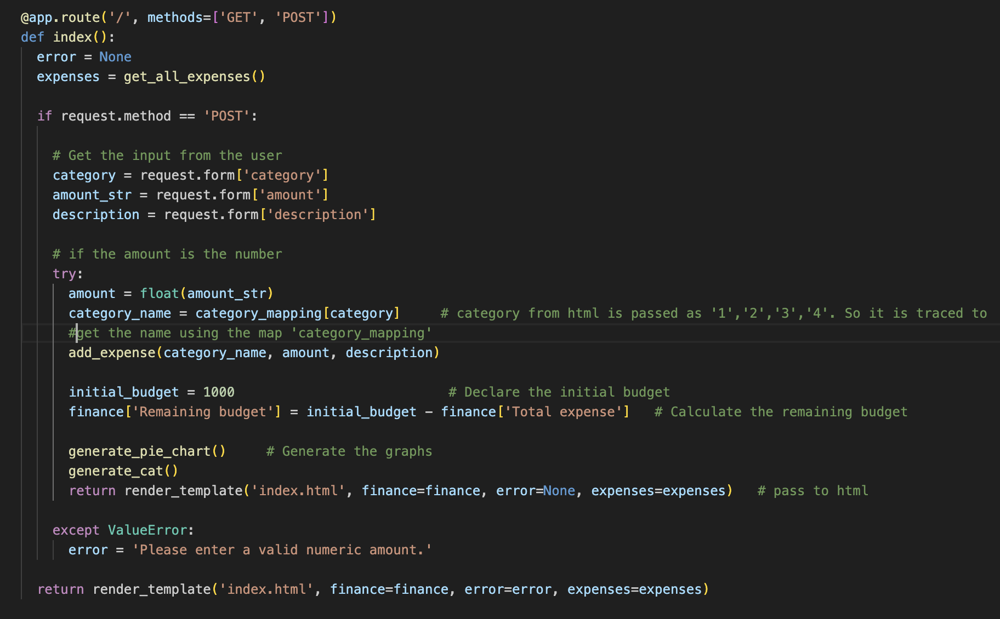 @app.route('/', methods=['GET', 'POST'])
def index():
  error = None
  expenses = get_all_expenses()

  if request.method == 'POST':

    # Get the input from the user
    category = request.form['category']
    amount_str = request.form['amount']
    description = request.form['description']

    # if the amount is the number
    try:
      amount = float(amount_str)
      category_name = category_mapping[category]     # category from html is passed as '1','2','3','4'. So it is traced to
      #get the name using the map 'category_mapping'
      add_expense(category_name, amount, description)

      initial_budget = 1000                           # Declare the initial budget
      finance['Remaining budget'] = initial_budget - finance['Total expense']   # Calculate the remaining budget

      generate_pie_chart()     # Generate the graphs
      generate_cat()
      return render_template('index.html', finance=finance, error=None, expenses=expenses)   # pass to html

    except ValueError:
      error = 'Please enter a valid numeric amount.'

  return render_template('index.html', finance=finance, error=error, expenses=expenses)